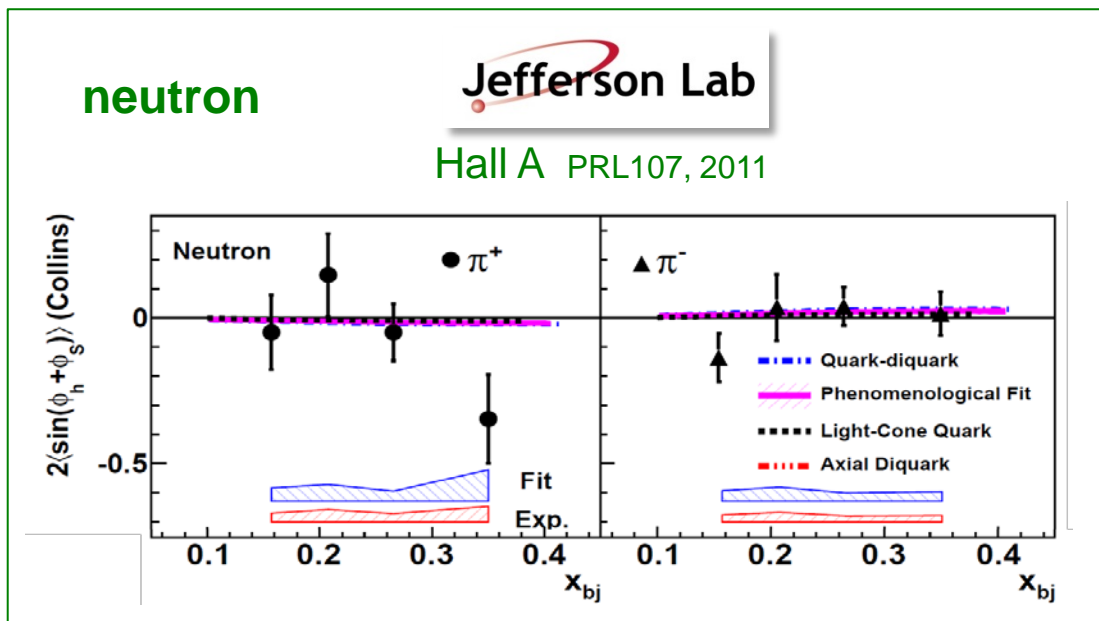 neutron
Jefferson Lab
Hall A PRL107, 2011
2⟨sin(ϕh+ϕS)⟩ (Collins)
Neutron
π+
π-
0
-0.5
Quark-diquark
Phenomenological Fit
Light-Cone Quark
Axial Diquark
Fit
Exp.
0.1 0.2 0.3 0.4
xbj
0.1 0.2 0.3 0.4
xbj